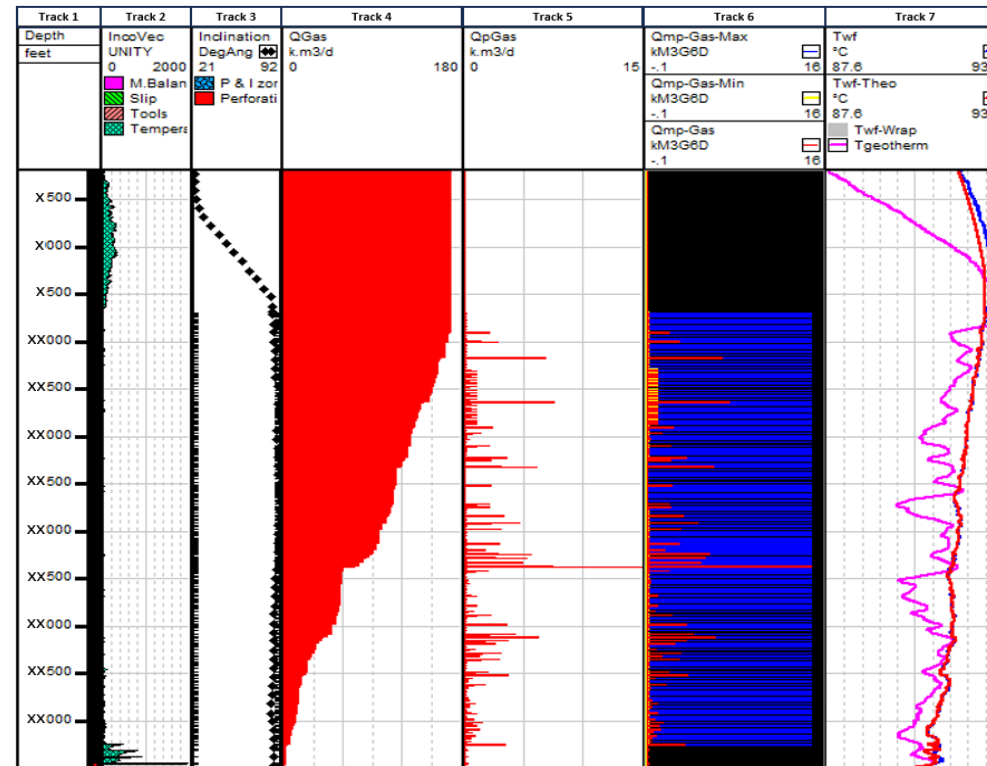 Track 1 Track 2 Track 3 Track 4 Track 5 Track 6 Track 7
Depth
feet
IncoVec
UNITY
0 2000
M.Balan
Slip
Tools
Tempera
Inclination
DegAng
21 92
P & I zor
Perforati
QGas
k.m3/d
0 180
QpGas
k.m3/d
0 15
Qmp-Gas-Max
kM3G6D
-.1 16
Qmp-Gas-Min
kM3G6D
-.1 16
Qmp-Gas
kM3G6D
-.1 16
Twf
°C
87.6 93
Twf-Theo
°C
87.6 93
Twf-Wrap
Tgeotherm
X500
X000
X500
XX000
XX500
XX000
XX500
XX000
XX500
XX000
XX500
XX000